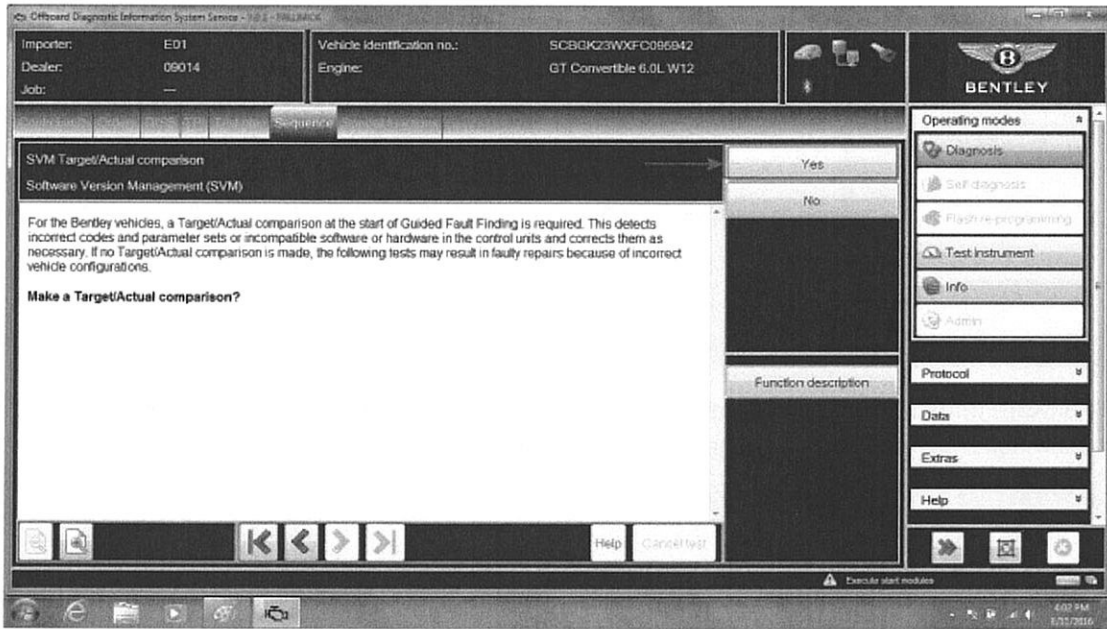 Offboard Diagnostic Information System Service -
Importer: E01
Dealer: 09014
Job: ---
Vehicle identification no.: SCBGK23WXFC095942
Engine: GT Convertible 6.0L W12
B
BENTLEY
Sequence
SVM Target/Actual comparison
Software Version Management (SVM)
For the Bentley vehicles, a Target/Actual comparison at the start of Guided Fault Finding is required. This detects
incorrect codes and parameter sets or incompatible software or hardware in the control units and corrects them as
necessary. If no Target/Actual comparison is made, the following tests may result in faulty repairs because of incorrect
vehicle configurations.
Make a Target/Actual comparison?
Yes
No
Function description
Help
Cancel test
Operating modes
Diagnosis
Self diagnosis
Flash re-programming
Test Instrument
Info
Admin
Protocol
Data
Extras
Help
Execute start modules
4:02 PM